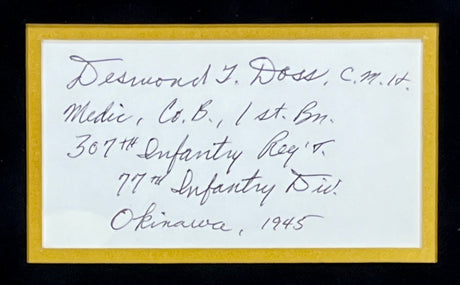 Desmond T. Doss, C.M.H.
Medic, Co. B., 1st. Bn.
307TH Infantry Reg't.
77TH Infantry Div.
Okinawa, 1945